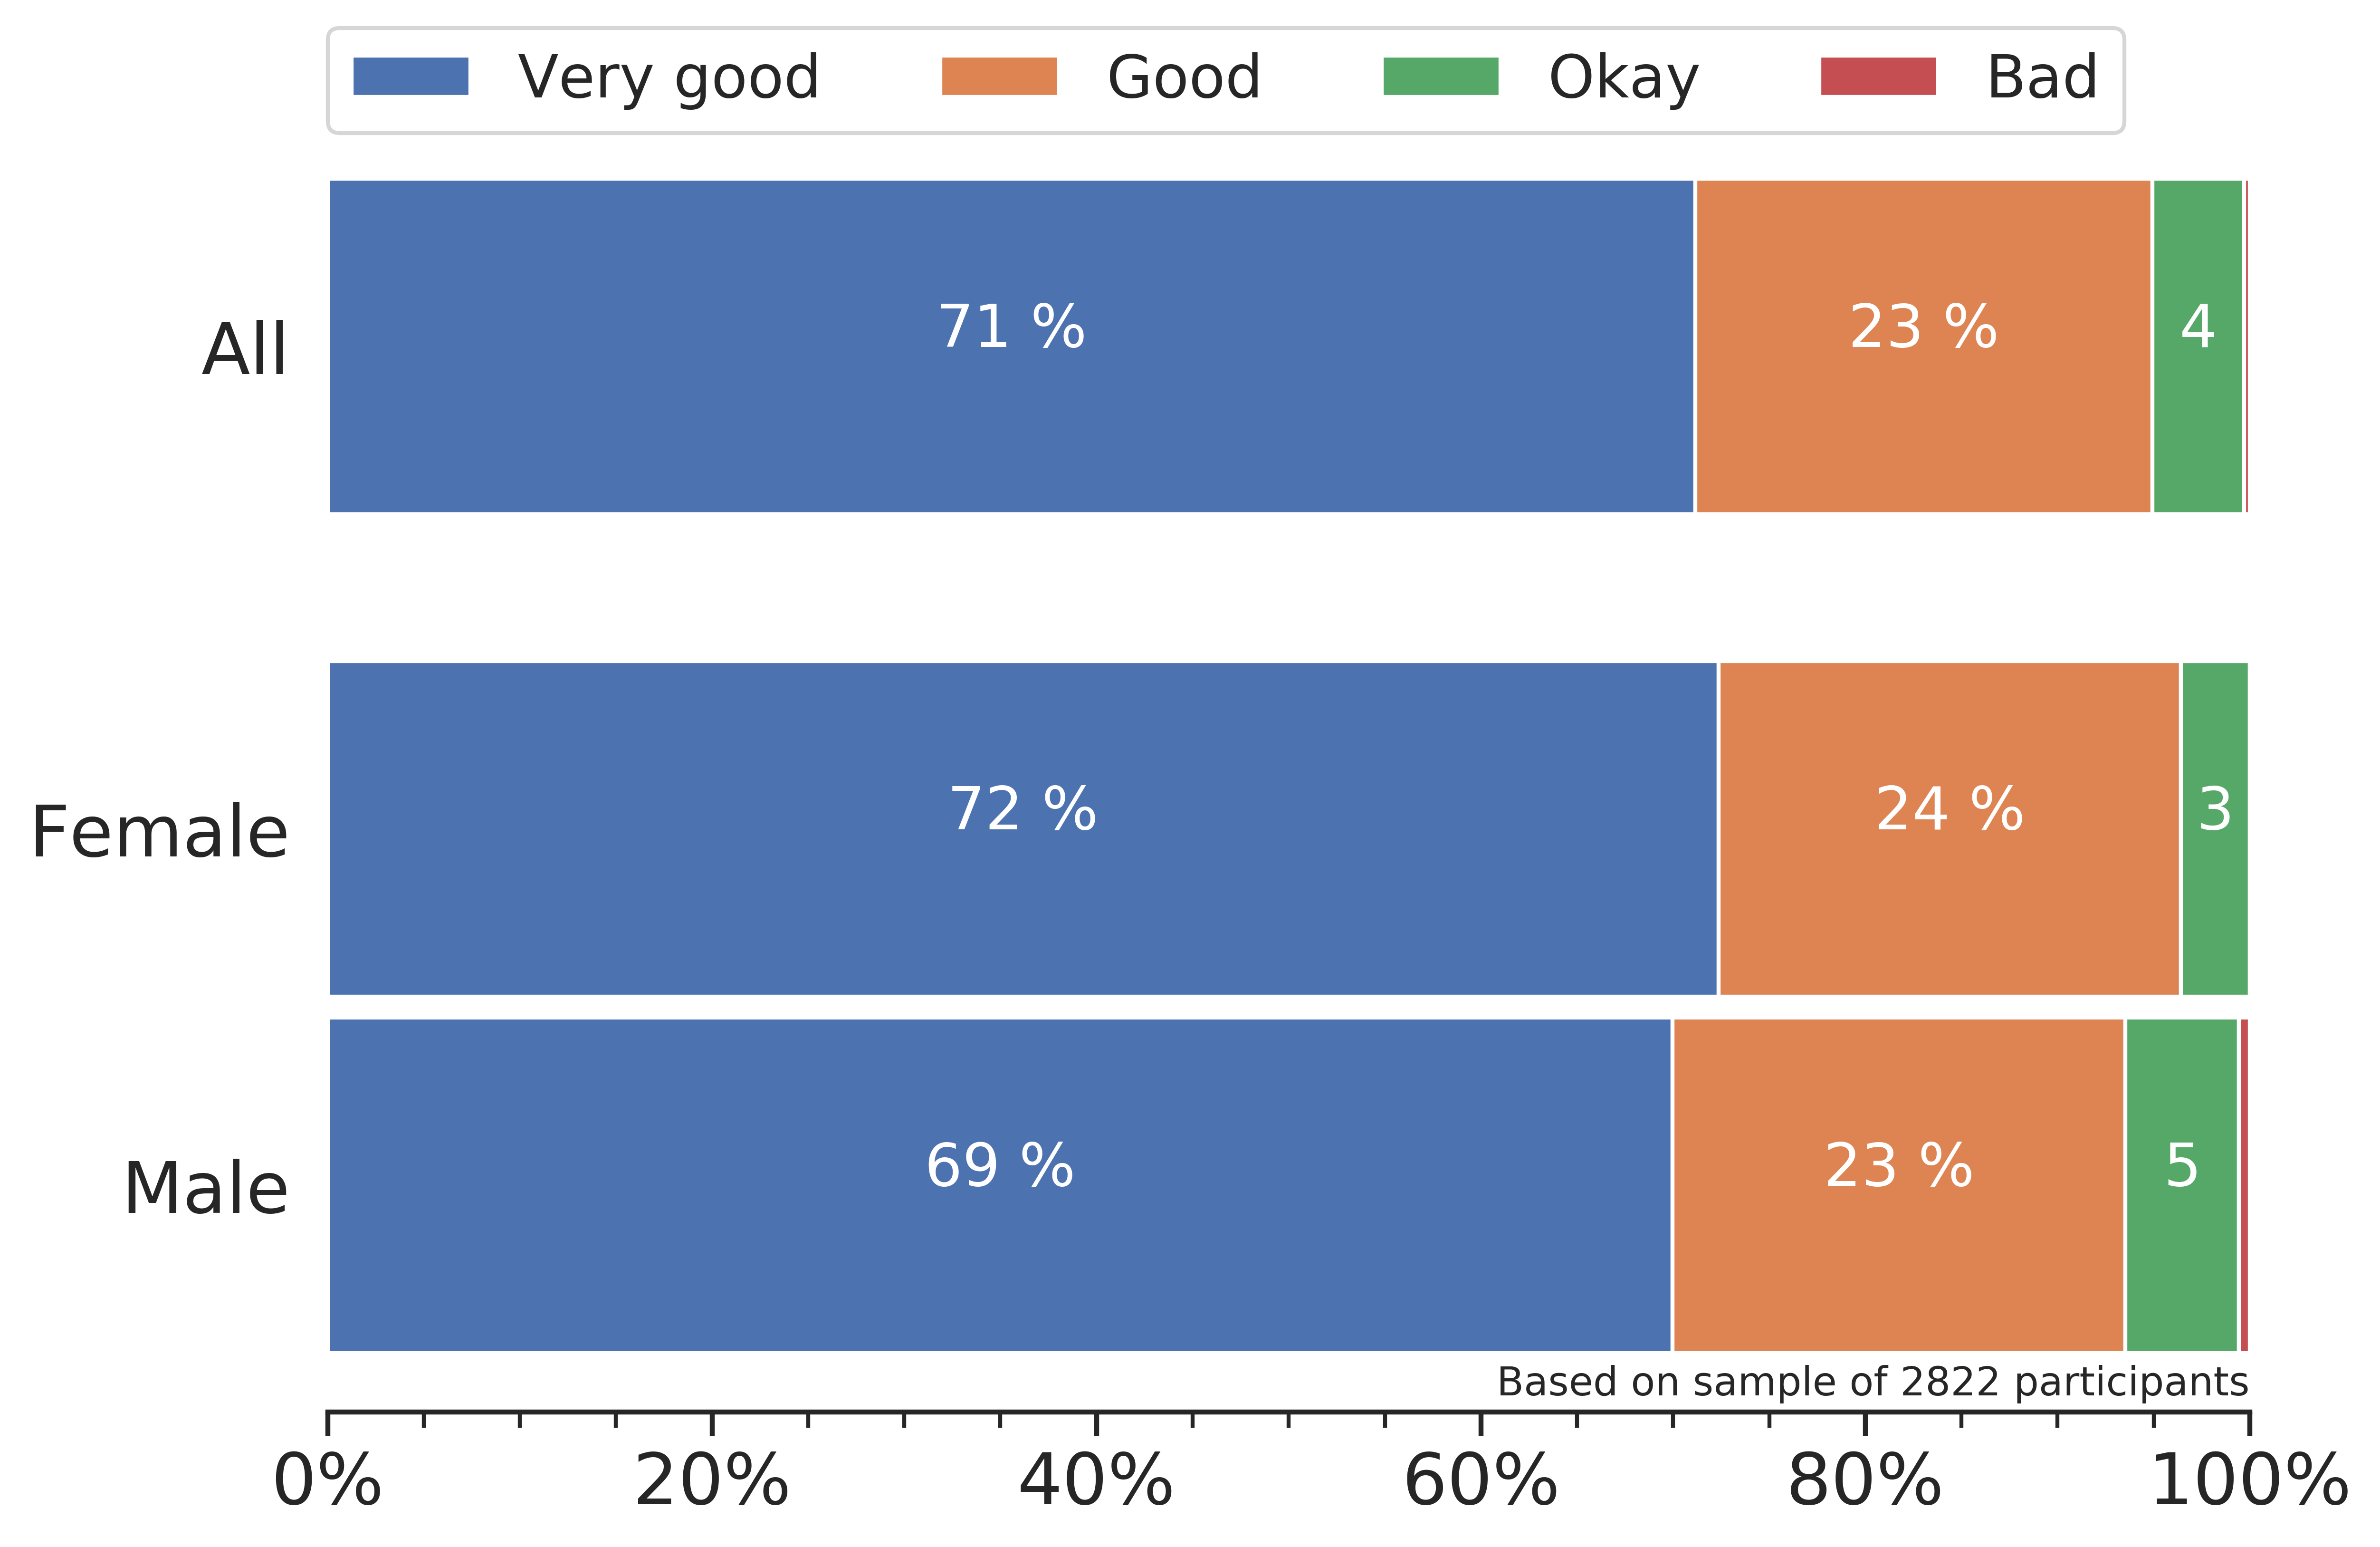 Very good Good Okay Bad
All 71 % 23 % 4
Female 72 % 24 % 3
Male 69 % 23 % 5
Based on sample of 2822 participants
0% 20% 40% 60% 80% 100%